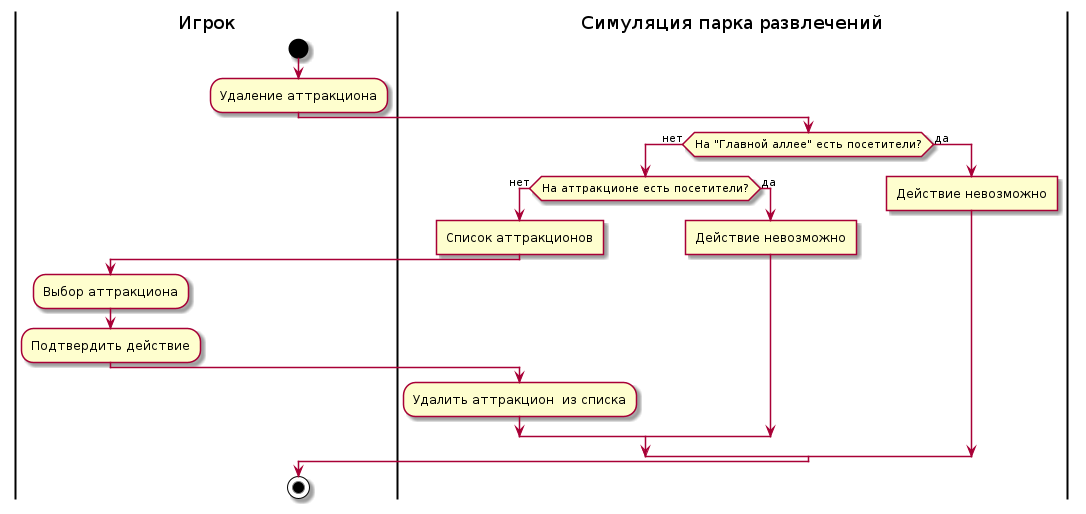 Игрок
Симуляция парка развлечений
Удаление аттракциона
нет
На "Главной аллее" есть посетители?
да
нет
На аттракционе есть посетители?
да
Действие невозможно
Список аттракционов
Действие невозможно
Выбор аттракциона
Подтвердить действие
Удалить аттракцион  из списка